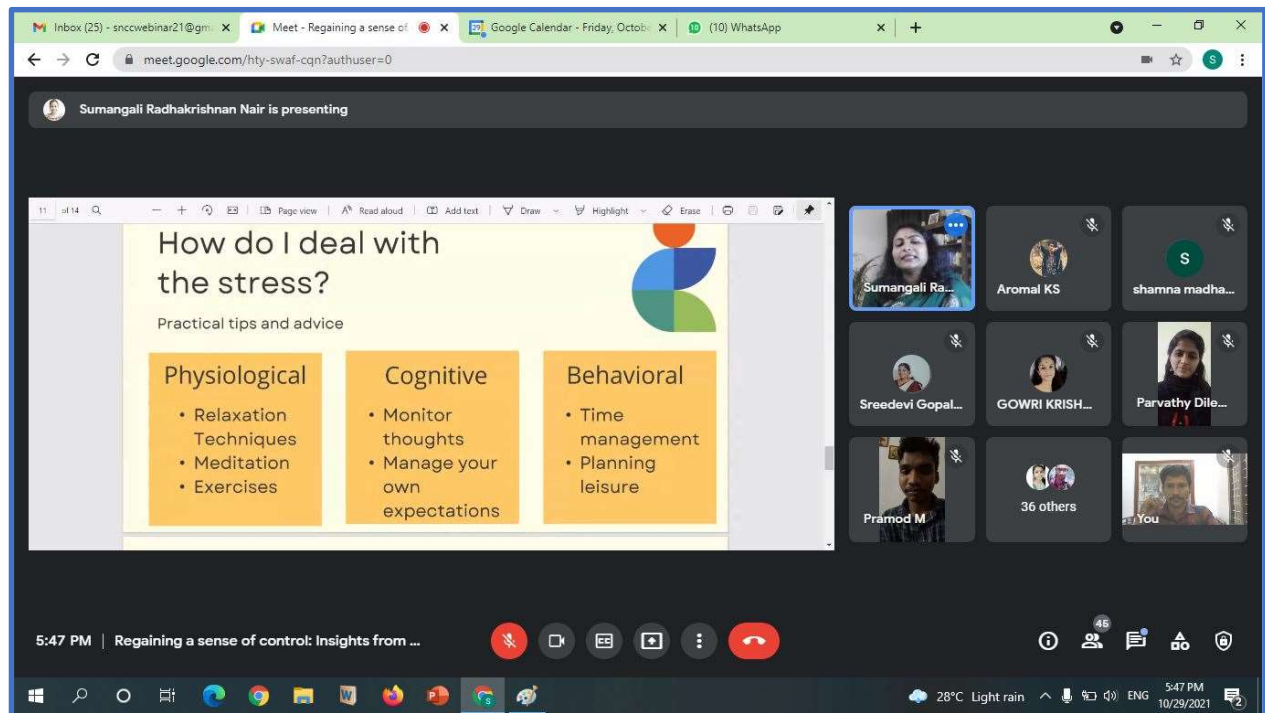 Inbox (25) - snccwebinar21@gm
Meet - Regaining a sense of
Google Calendar - Friday, Octob
(10) WhatsApp
meet.google.com/hty-swaf-cqn?authuser=0
S
Sumangali Radhakrishnan Nair is presenting
11 of 14
Page view
Read aloud
Add text
Draw
Highlight
Erase
How do I deal with
the stress?
Practical tips and advice
Physiological
• Relaxation
Techniques
• Meditation
• Exercises
Cognitive
• Monitor
thoughts
• Manage your
own
expectations
Behavioral
• Time
management
• Planning
leisure
Sumangali Ra...
Aromal KS
S
shamna madha...
Sreedevi Gopal...
GOWRI KRISH...
Parvathy Dile...
Pramod M
36 others
You
5:47 PM | Regaining a sense of control: Insights from ...
CC
45
28°C Light rain
ENG
5:47 PM
10/29/2021
2